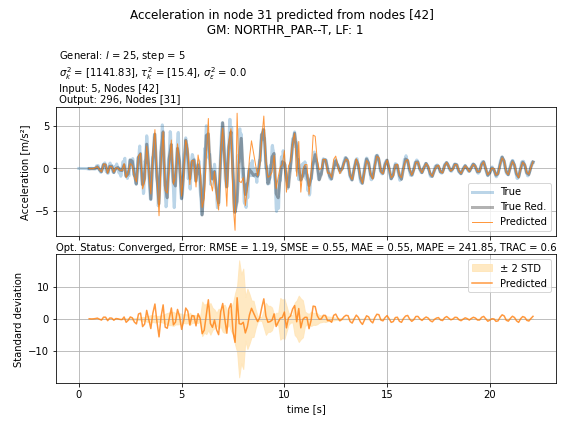 Acceleration in node 31 predicted from nodes [42]
GM: NORTHR_PAR--T, LF: 1
General: l = 25, step = 5
σ_k² = [1141.83], τ_k² = [15.4], σ_ε² = 0.0
Input: 5, Nodes [42]
Output: 296, Nodes [31]
Acceleration [m/s²]
5
0
−5
True
True Red.
Predicted
Opt. Status: Converged, Error: RMSE = 1.19, SMSE = 0.55, MAE = 0.55, MAPE = 241.85, TRAC = 0.6
Standard deviation
10
0
−10
± 2 STD
Predicted
0 5 10 15 20
time [s]